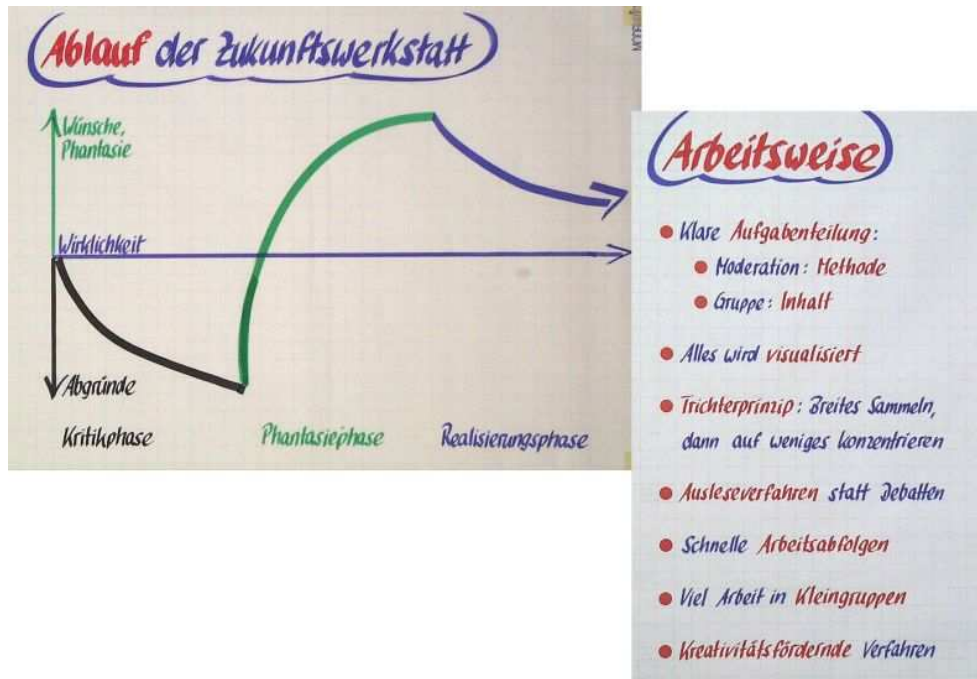 Ablauf der Zukunftswerkstatt
Wünsche,
Phantasie
Wirklichkeit
Abgründe
Kritikphase
Phantasiephase
Realisierungsphase
Arbeitsweise
Klare Aufgabenteilung:
Moderation: Methode
Gruppe: Inhalt
Alles wird visualisiert
Trichterprinzip: Breites Sammeln,
dann auf weniges konzentrieren
Ausleseverfahren statt Debatten
Schnelle Arbeitsabfolgen
Viel Arbeit in Kleingruppen
Kreativitätsfördernde Verfahren